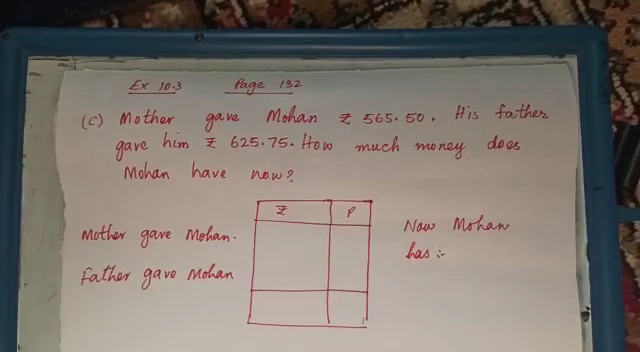 Ex 10.3 Page 132
(c) Mother gave Mohan ₹ 565.50. His father
gave him ₹ 625.75. How much money does
Mohan have now?
₹ P
Mother gave Mohan.
Father gave Mohan
Now Mohan
has :-